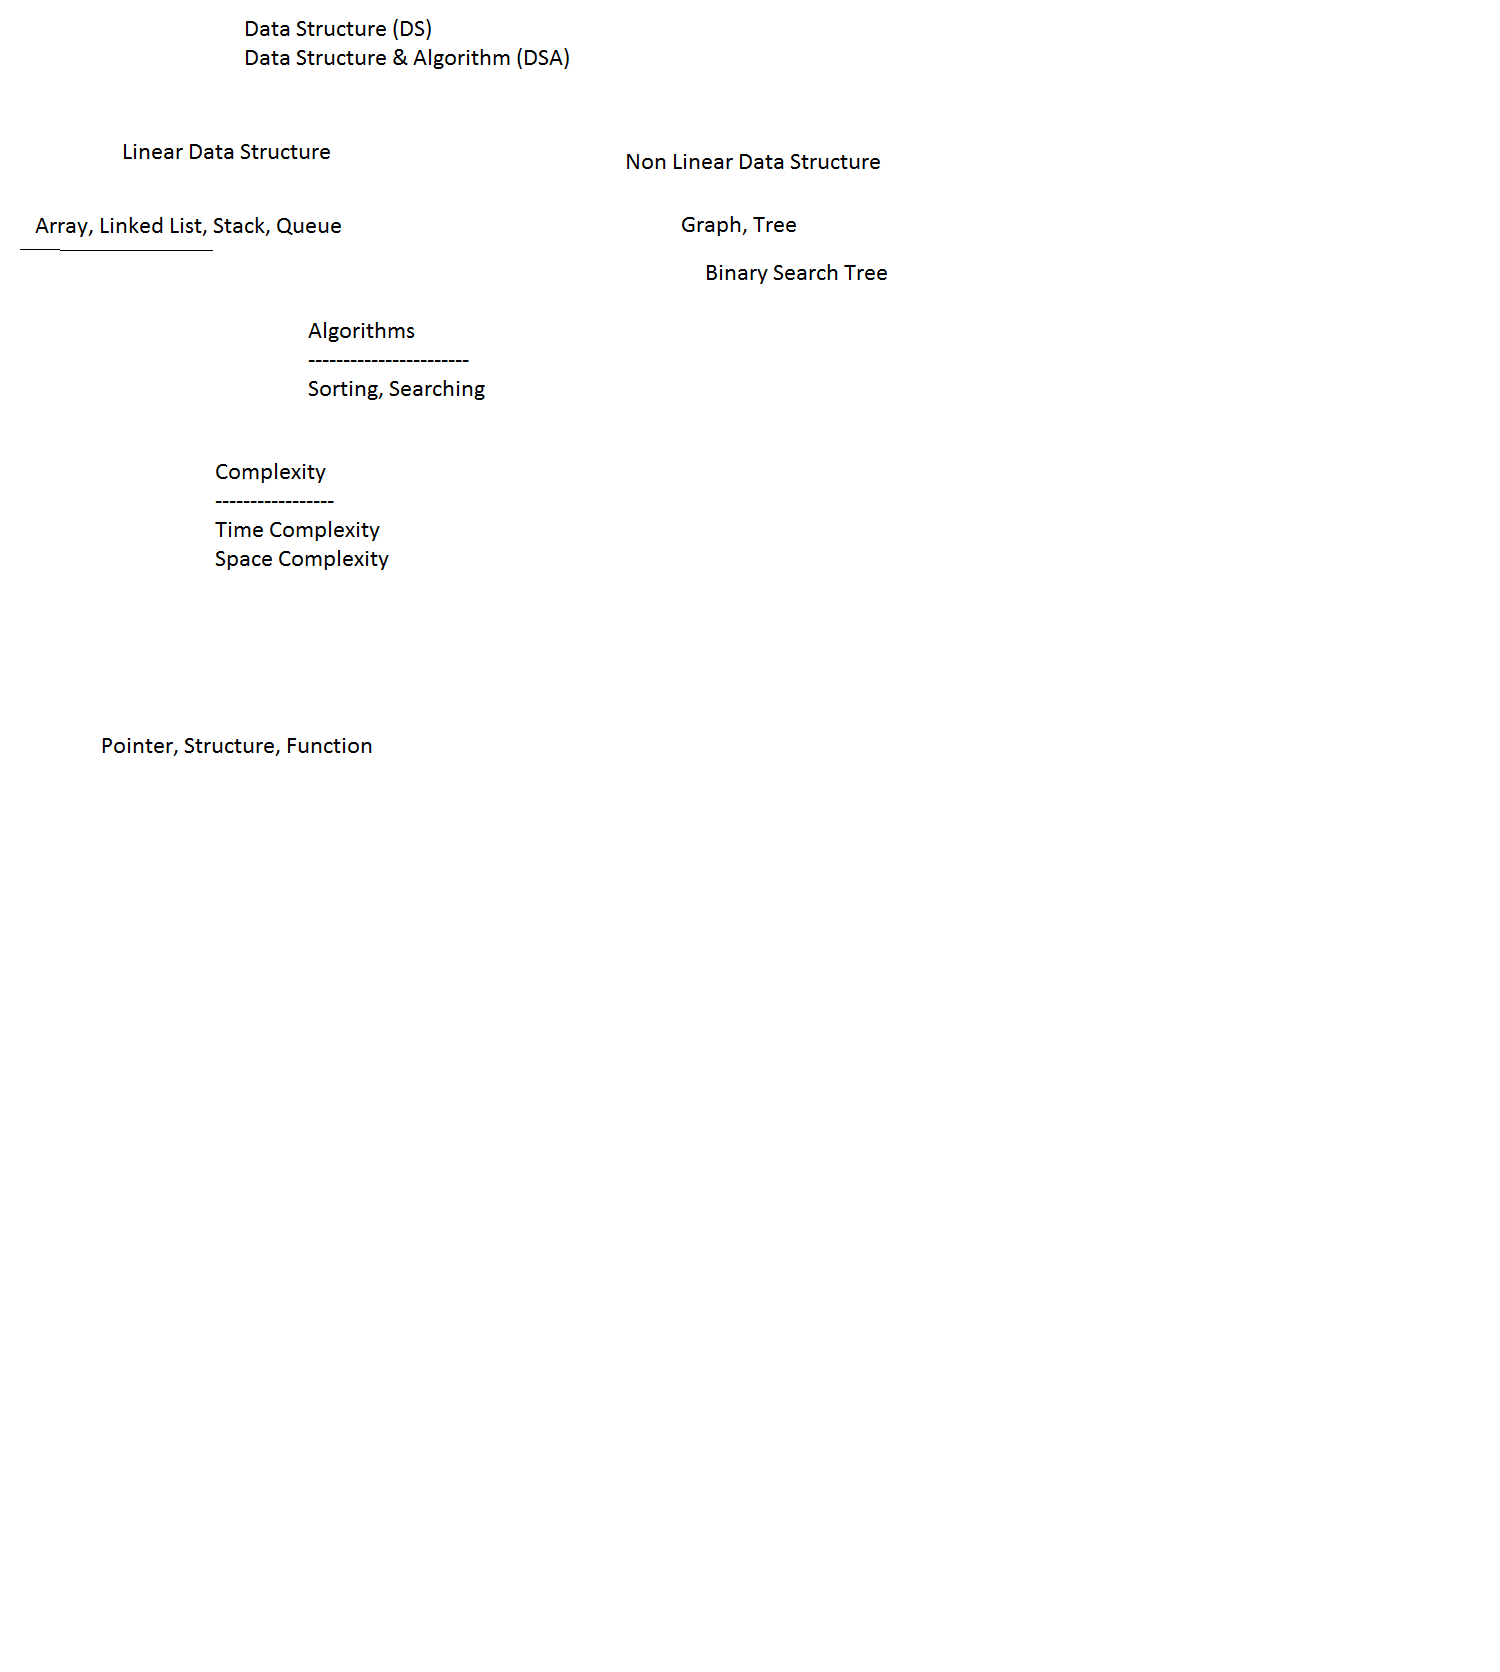 Data Structure (DS)
Data Structure & Algorithm (DSA)
Linear Data Structure
Non Linear Data Structure
Array, Linked List, Stack, Queue
Graph, Tree
Binary Search Tree
Algorithms
-----------------------
Sorting, Searching
Complexity
-----------------
Time Complexity
Space Complexity
Pointer, Structure, Function